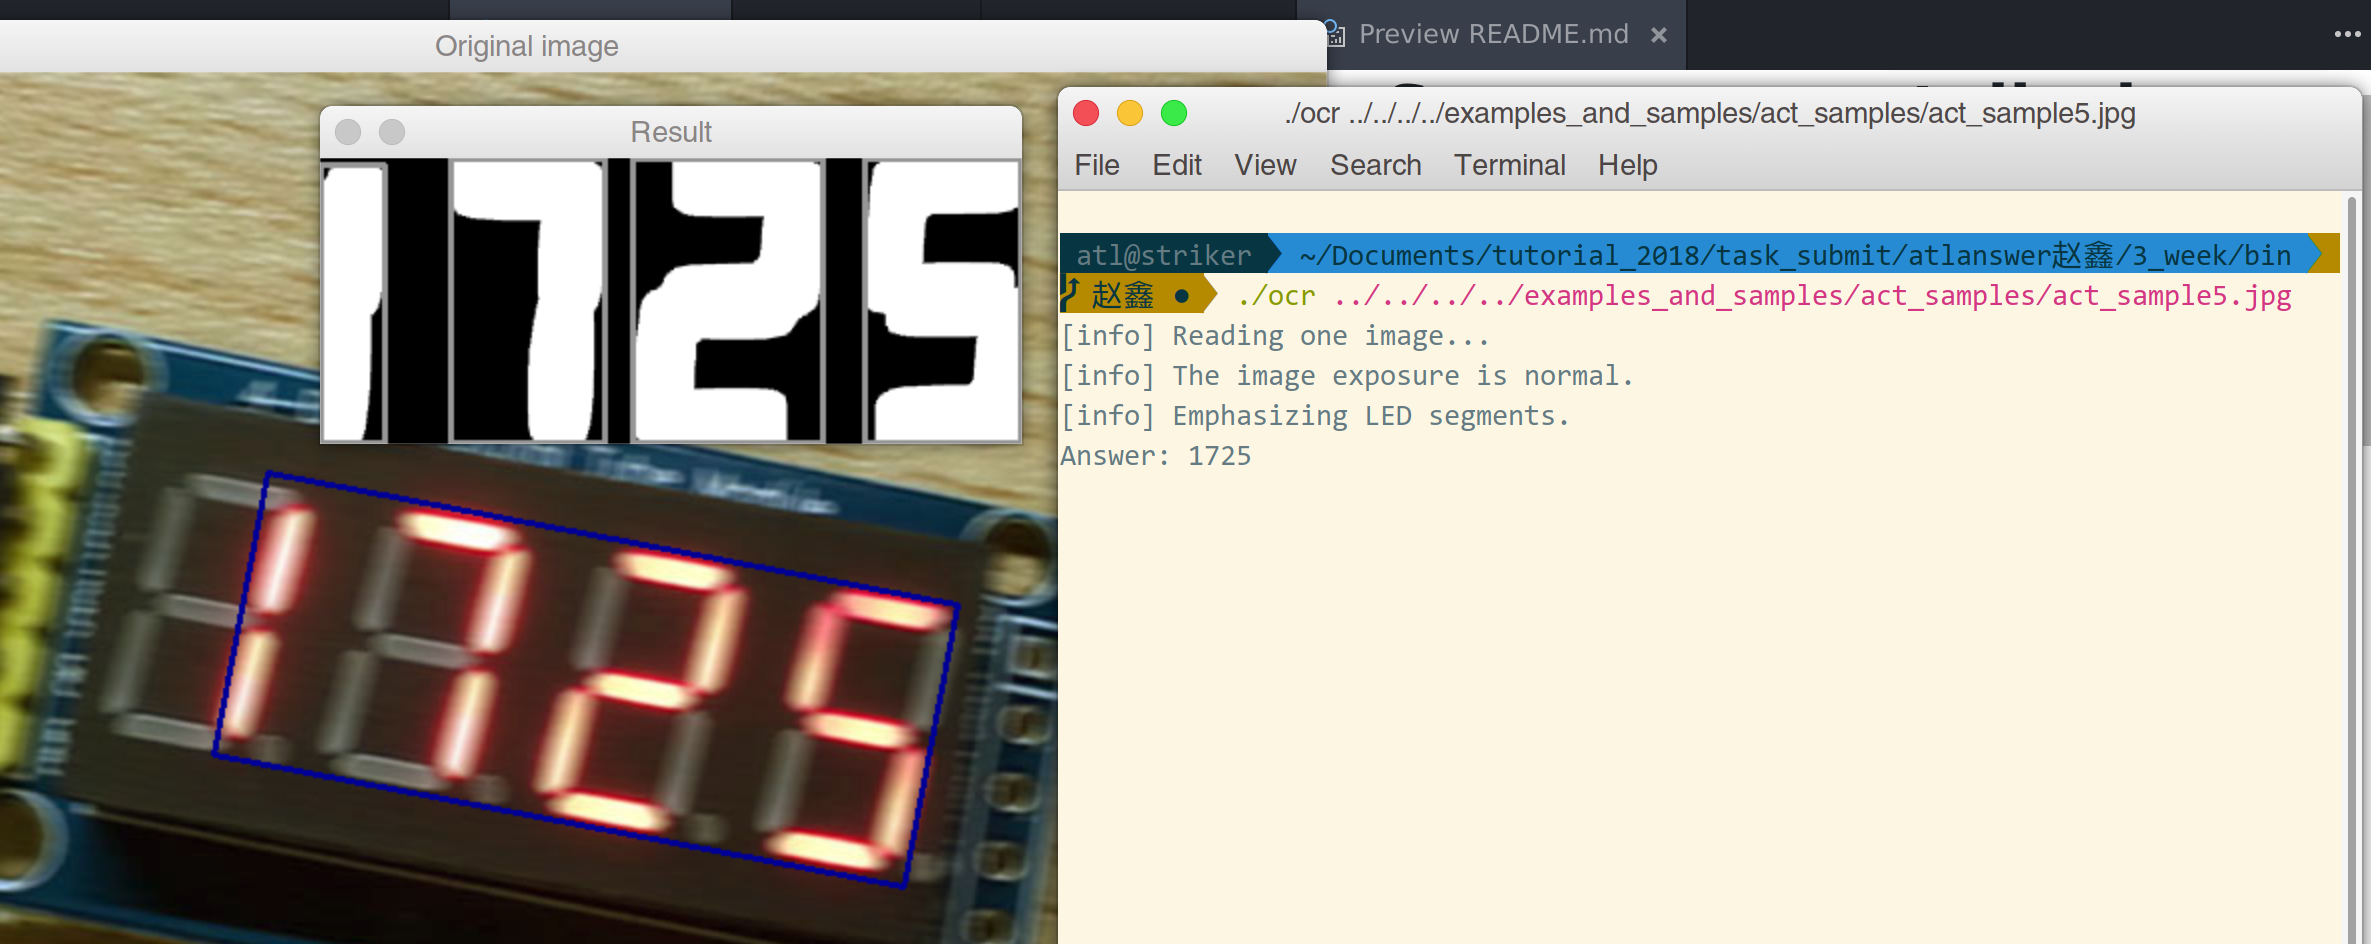 Preview README.md
Original image
Result
1725
1725
./ocr ../../../../examples_and_samples/act_samples/act_sample5.jpg
File Edit View Search Terminal Help
atl@striker ~/Documents/tutorial_2018/task_submit/atlanswer赵鑫/3_week/bin
赵鑫 ● ./ocr ../../../../examples_and_samples/act_samples/act_sample5.jpg
[info] Reading one image...
[info] The image exposure is normal.
[info] Emphasizing LED segments.
Answer: 1725